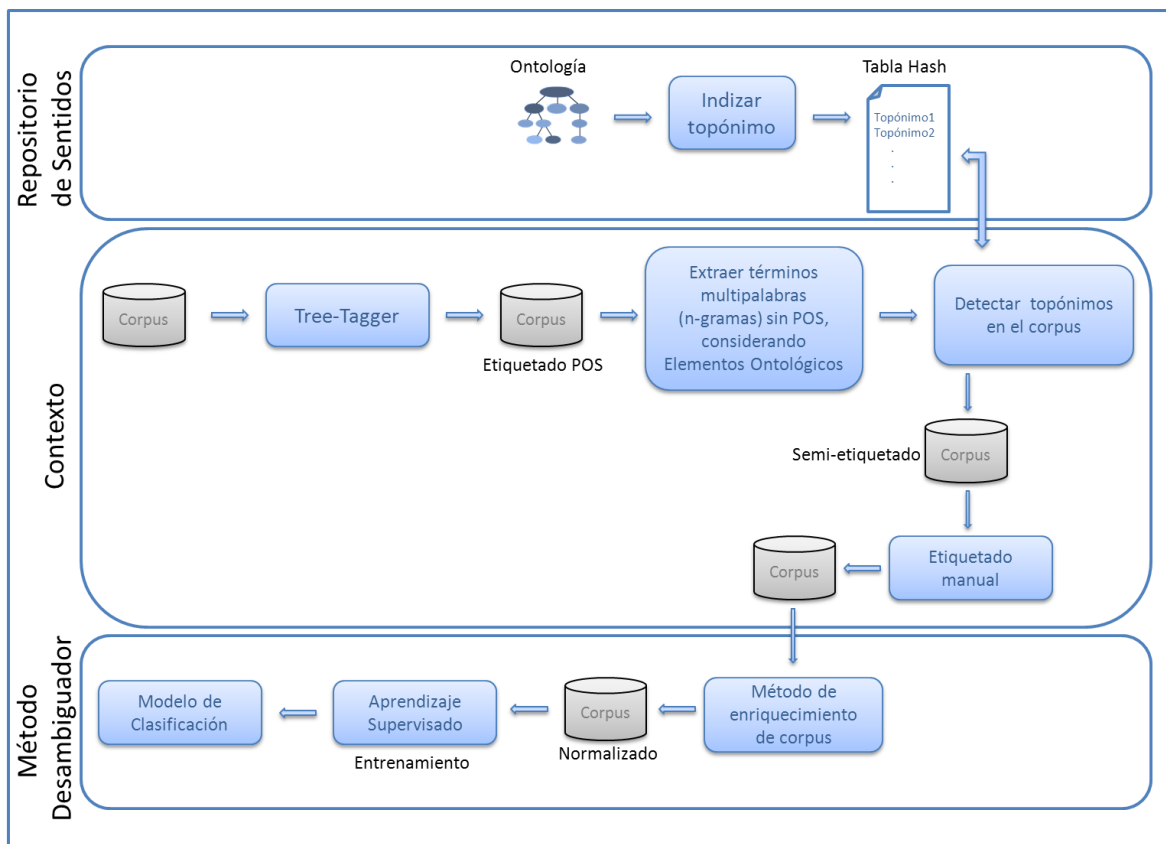 Repositorio
de Sentidos
Ontología
Indizar
topónimo
Tabla Hash
Topónimo1
Topónimo2
.
.
.
Contexto
Corpus
Tree-Tagger
Corpus
Etiquetado POS
Extraer términos
multipalabras
(n-gramas) sin POS,
considerando
Elementos Ontológicos
Detectar topónimos
en el corpus
Semi-etiquetado
Corpus
Etiquetado
manual
Corpus
Método
Desambiguador
Modelo de
Clasificación
Aprendizaje
Supervisado
Entrenamiento
Corpus
Normalizado
Método de
enriquecimiento
de corpus